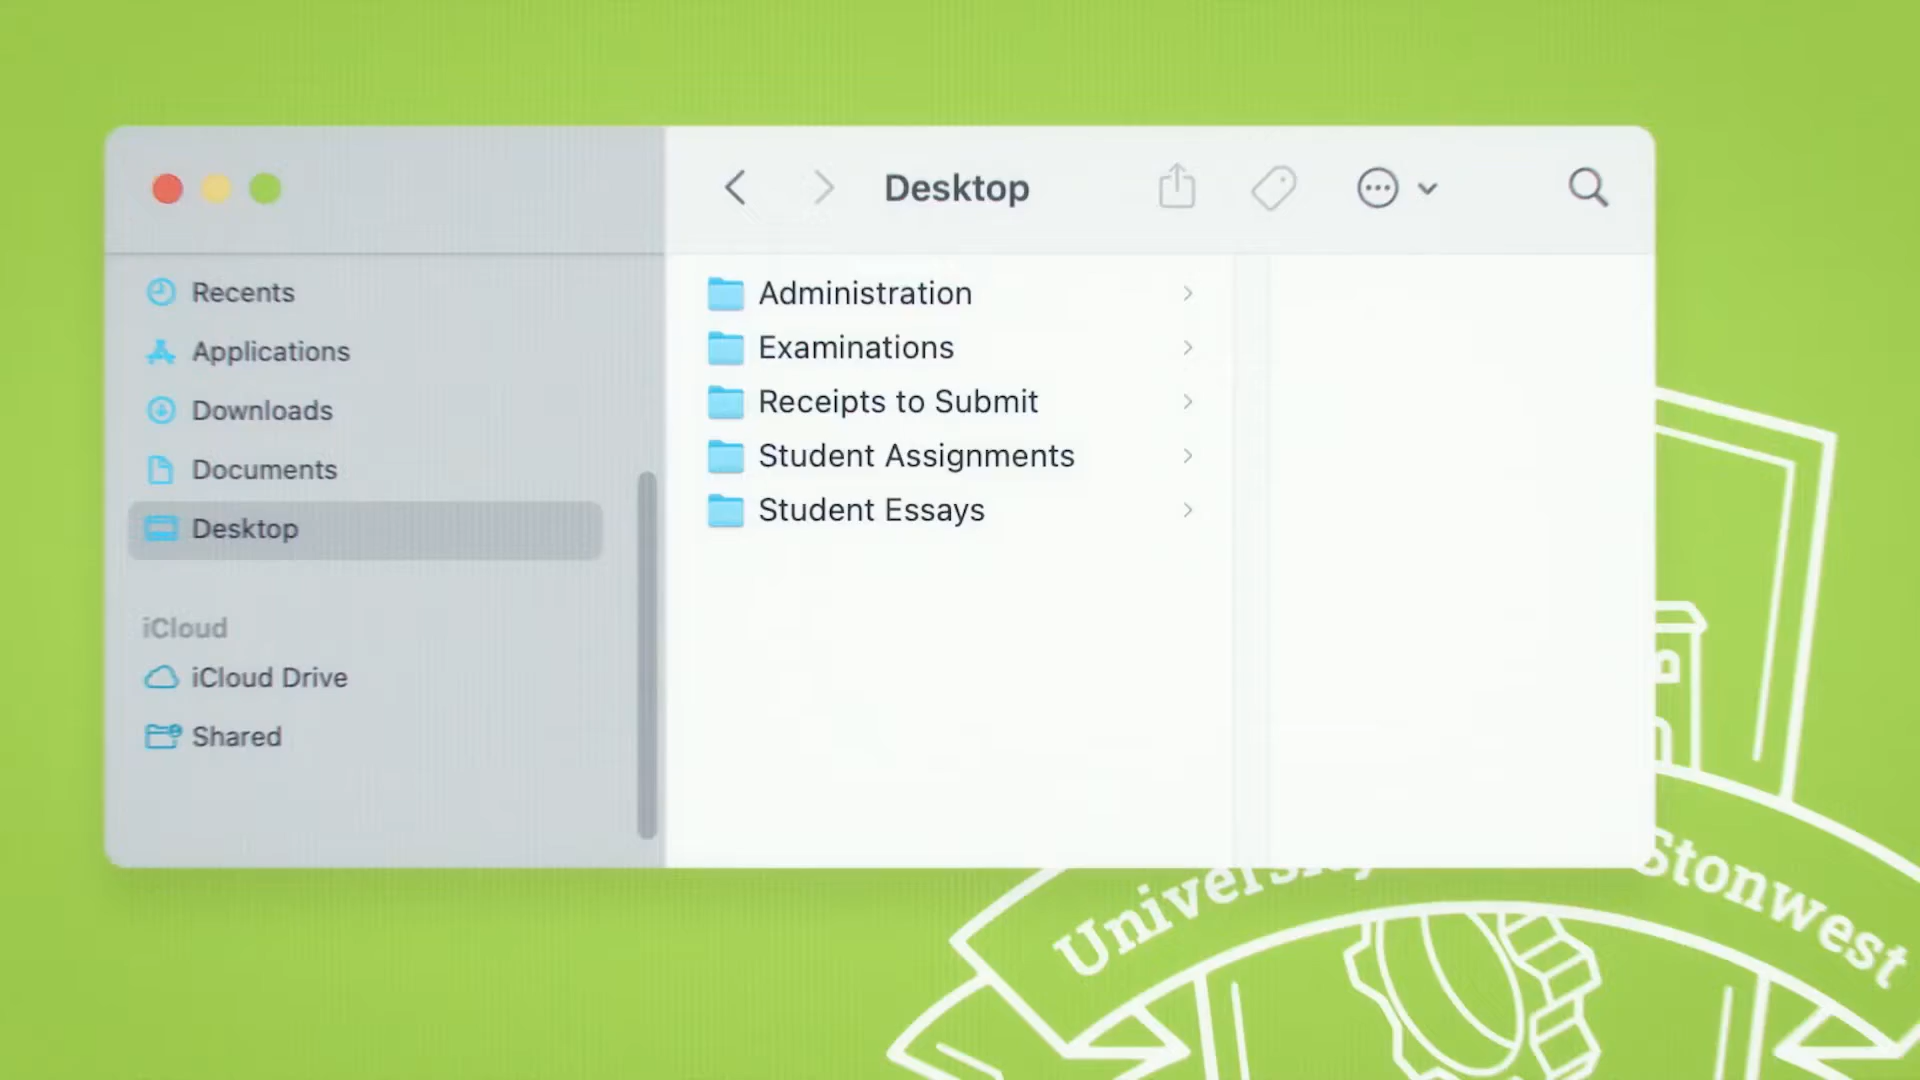 Desktop
Recents
Applications
Downloads
Documents
Desktop
iCloud
iCloud Drive
Shared
Administration
Examinations
Receipts to Submit
Student Assignments
Student Essays
University
Stonwest